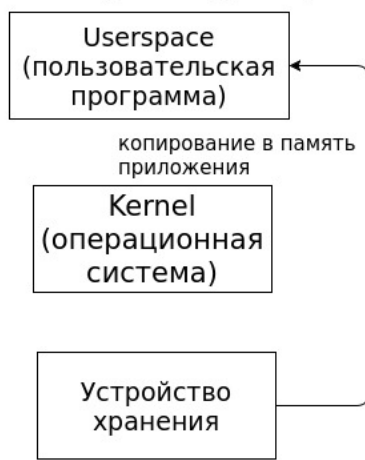 Userspace
(пользовательская
программа)
копирование в память
приложения
Kernel
(операционная
система)
Устройство
хранения